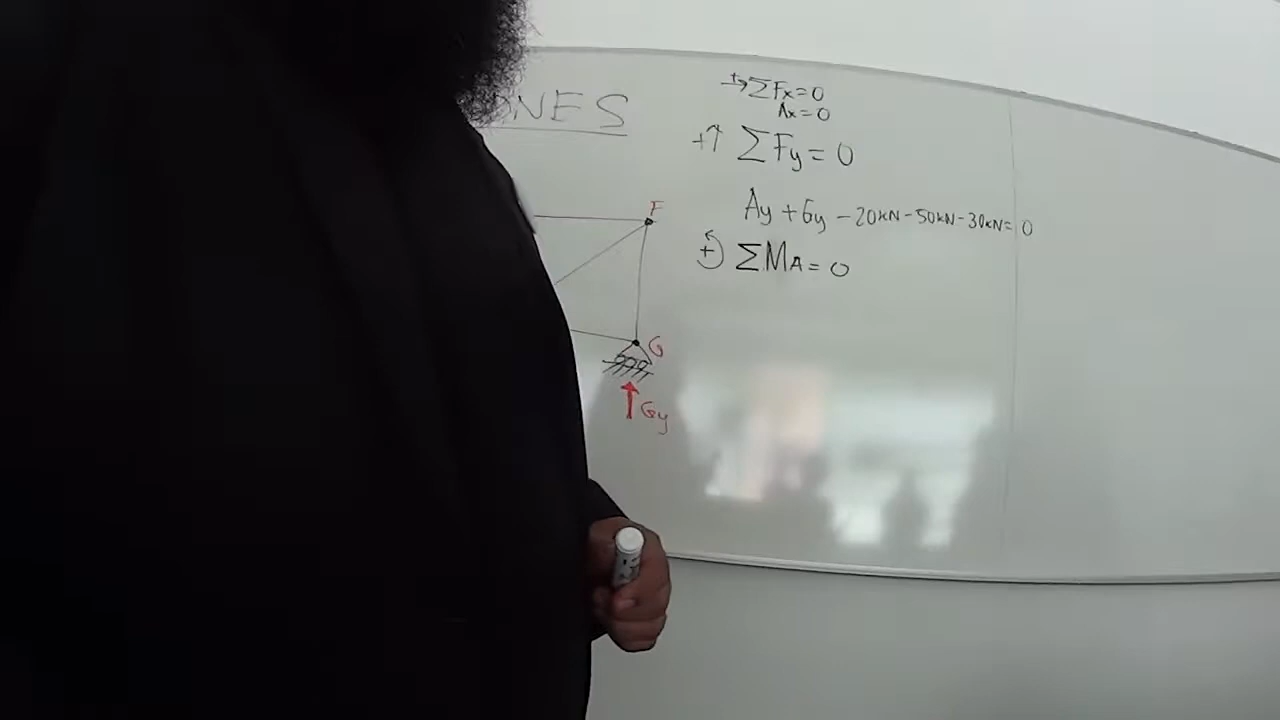 ONES
+→ ΣFx=0
Ax=0
+↑ ΣFy=0
Ay+Gy-20kN-50kN-30kN=0
+ ΣMA=0
F
G
Gy